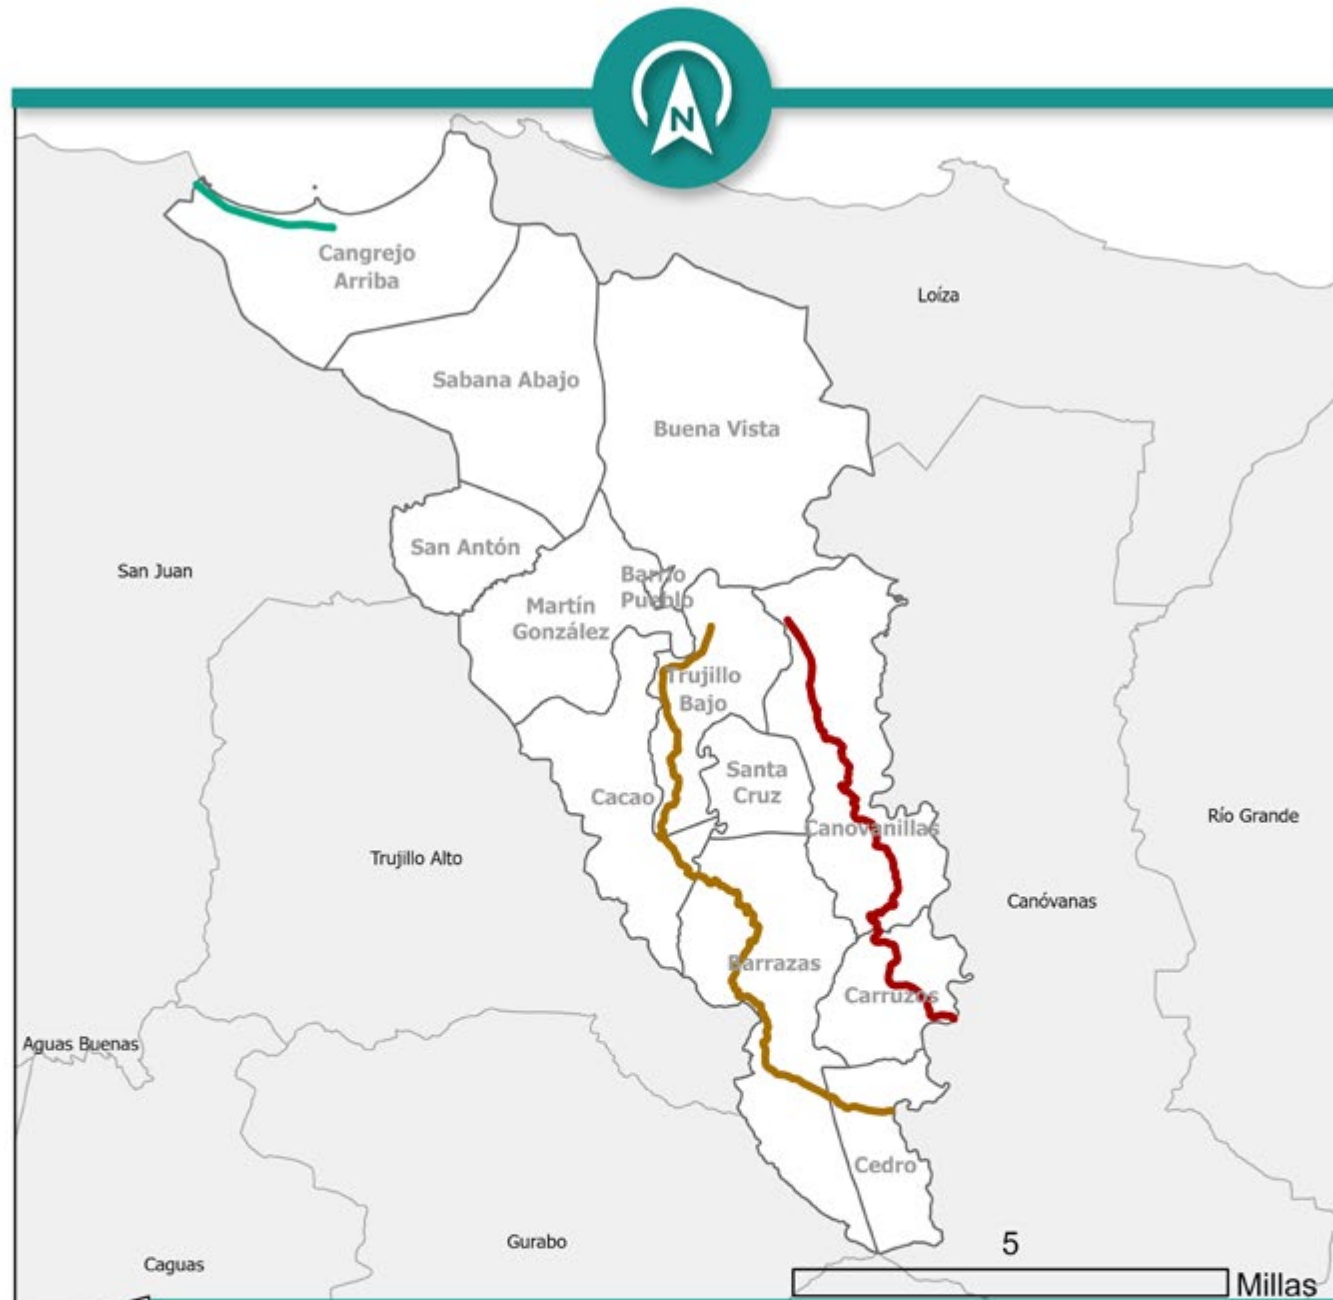 N
Cangrejo
Arriba
Loíza
Sabana Abajo
Buena Vista
San Antón
San Juan
Barrio
Pueblo
Martín
González
Trujillo
Bajo
Santa
Cruz
Cacao
Canovanillas
Río Grande
Trujillo Alto
Canóvanas
Barrazas
Carruzos
Aguas Buenas
Cedro
Gurabo
5
Caguas
Millas